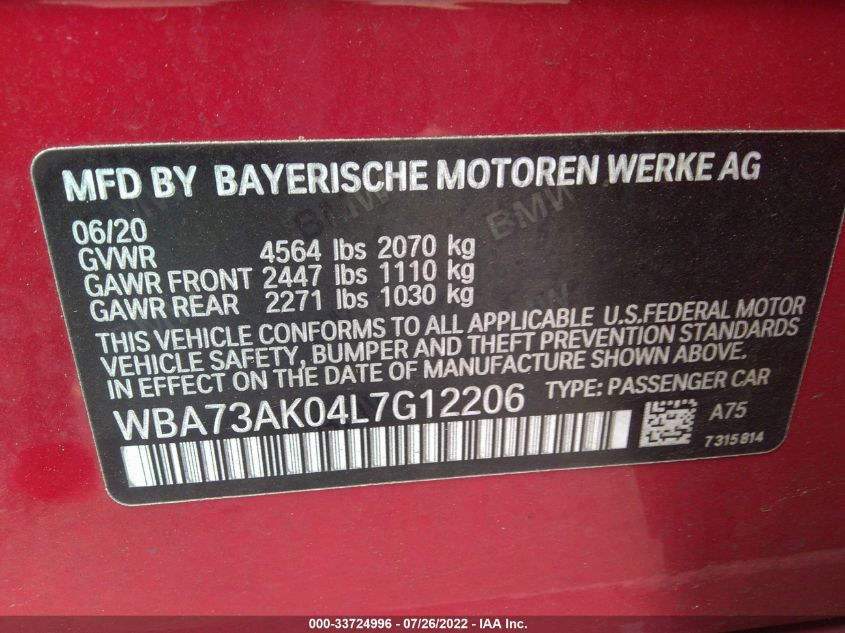 MFD BY BAYERISCHE MOTOREN WERKE AG
06/20
GVWR 4564 lbs 2070 kg
GAWR FRONT 2447 lbs 1110 kg
GAWR REAR 2271 lbs 1030 kg
THIS VEHICLE CONFORMS TO ALL APPLICABLE U.S.FEDERAL MOTOR
VEHICLE SAFETY, BUMPER AND THEFT PREVENTION STANDARDS
IN EFFECT ON THE DATE OF MANUFACTURE SHOWN ABOVE.
WBA73AK04L7G12206 TYPE: PASSENGER CAR
A75
7315814
000-33724996 - 07/26/2022 - IAA Inc.